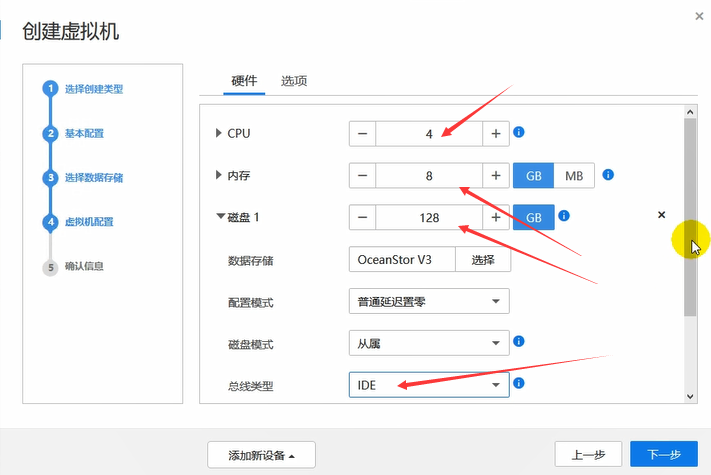 创建虚拟机
1 选择创建类型
2 基本配置
3 选择数据存储
4 虚拟机配置
5 确认信息
硬件 选项
CPU 4
内存 8 GB MB
磁盘 1 128 GB
数据存储 OceanStor V3 选择
配置模式 普通延迟置零
磁盘模式 从属
总线类型 IDE
添加新设备 上一步 下一步